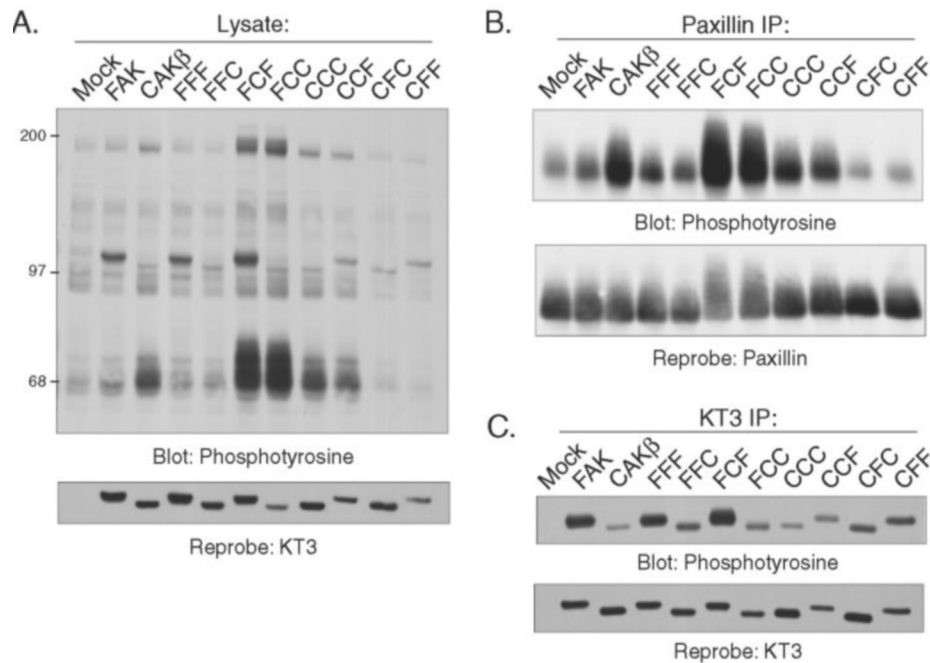 A.
Lysate:
Mock FAK CAKβ FFF FFC FCF FCC CCC CCF CFC CFF
200
97
68
Blot: Phosphotyrosine
Reprobe: KT3
B.
Paxillin IP:
Mock FAK CAKβ FFF FFC FCF FCC CCC CCF CFC CFF
Blot: Phosphotyrosine
Reprobe: Paxillin
C.
KT3 IP:
Mock FAK CAKβ FFF FFC FCF FCC CCC CCF CFC CFF
Blot: Phosphotyrosine
Reprobe: KT3